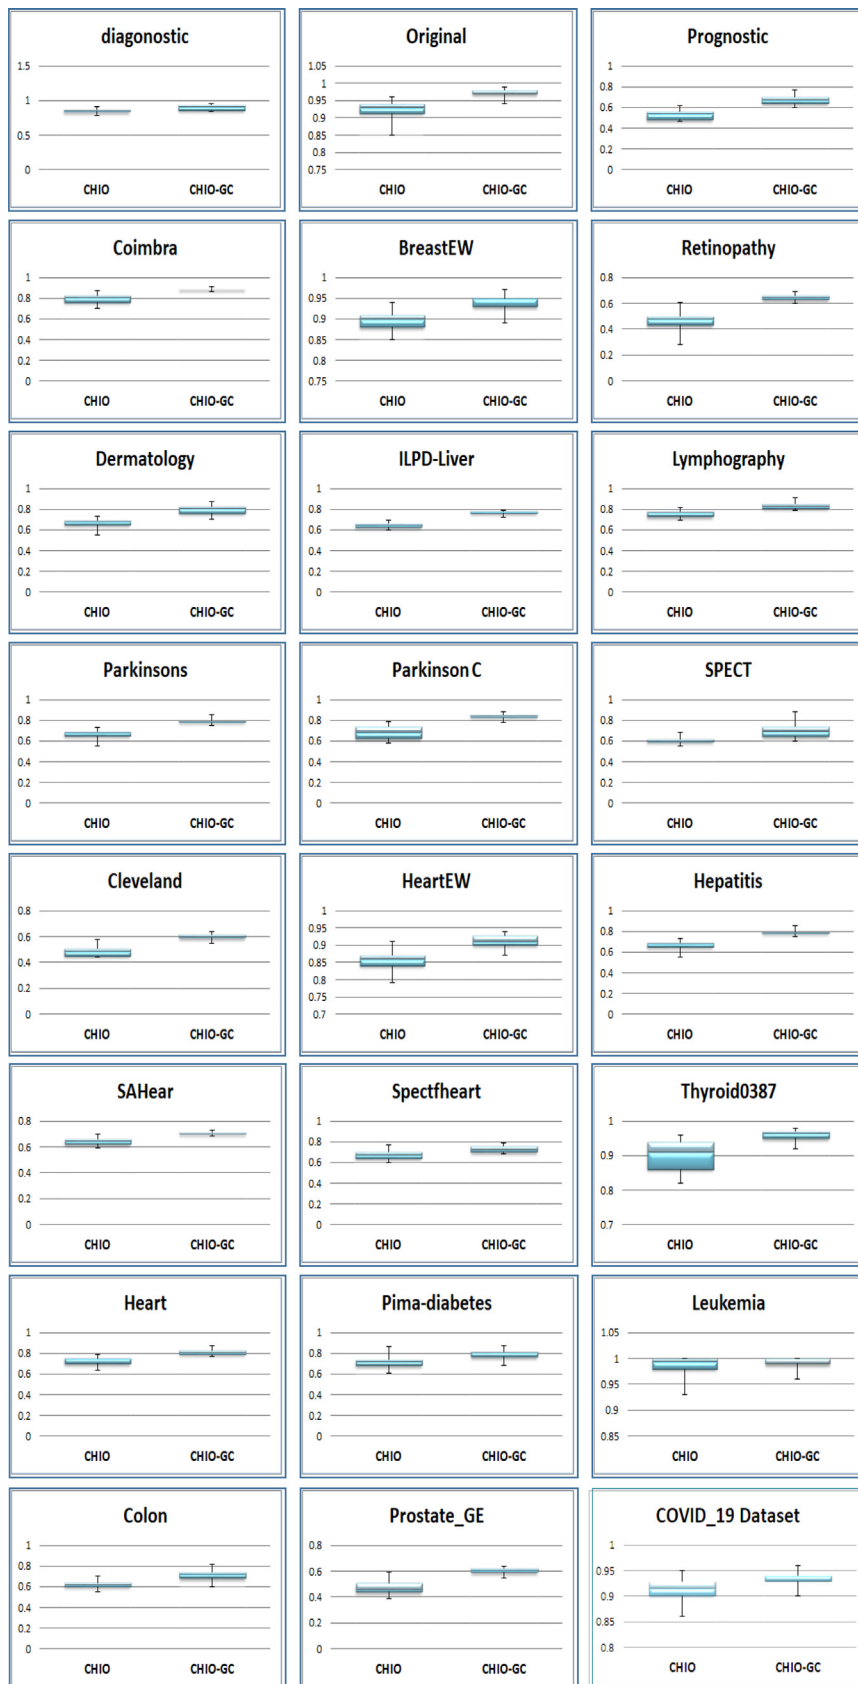 diagonostic
1.5
1
0.5
0
CHIO CHIO-GC
Original
1.05
1
0.95
0.9
0.85
0.8
0.75
CHIO CHIO-GC
Prognostic
1
0.8
0.6
0.4
0.2
0
CHIO CHIO-GC
Coimbra
1
0.8
0.6
0.4
0.2
0
CHIO CHIO-GC
BreastEW
1
0.95
0.9
0.85
0.9
0.75
CHIO CHIO-GC
Retinopathy
0.8
0.6
0.4
0.2
0
CHIO CHIO-GC
Dermatology
1
0.8
0.6
0.4
0.2
0
CHIO CHIO-GC
ILPD-Liver
1
0.8
0.6
0.4
0.2
0
CHIO CHIO-GC
Lymphography
1
0.8
0.6
0.4
0.2
0
CHIO CHIO-GC
Parkinsons
1
0.8
0.6
0.4
0.2
0
CHIO CHIO-GC
Parkinson C
1
0.8
0.6
0.4
0.2
0
CHIO CHIO-GC
SPECT
1
0.8
0.6
0.4
0.2
0
CHIO CHIO-GC
Cleveland
0.8
0.6
0.4
0.2
0
CHIO CHIO-GC
HeartEW
1
0.95
0.9
0.85
0.8
0.75
0.7
CHIO CHIO-GC
Hepatitis
1
0.8
0.6
0.4
0.2
0
CHIO CHIO-GC
SAHear
0.8
0.6
0.4
0.2
0
CHIO CHIO-GC
Spectfheart
1
0.8
0.6
0.4
0.2
0
CHIO CHIO-GC
Thyroid0387
1
0.9
0.8
0.7
CHIO CHIO-GC
Heart
1
0.8
0.6
0.4
0.2
0
CHIO CHIO-GC
Pima-diabetes
1
0.8
0.6
0.4
0.2
0
CHIO CHIO-GC
Leukemia
1.05
1
0.95
0.9
0.85
CHIO CHIO-GC
Colon
1
0.8
0.6
0.4
0.2
0
CHIO CHIO-GC
Prostate_GE
0.8
0.6
0.4
0.2
0
CHIO CHIO-GC
COVID_19 Dataset
1
0.95
0.9
0.85
0.8
CHIO CHIO-GC